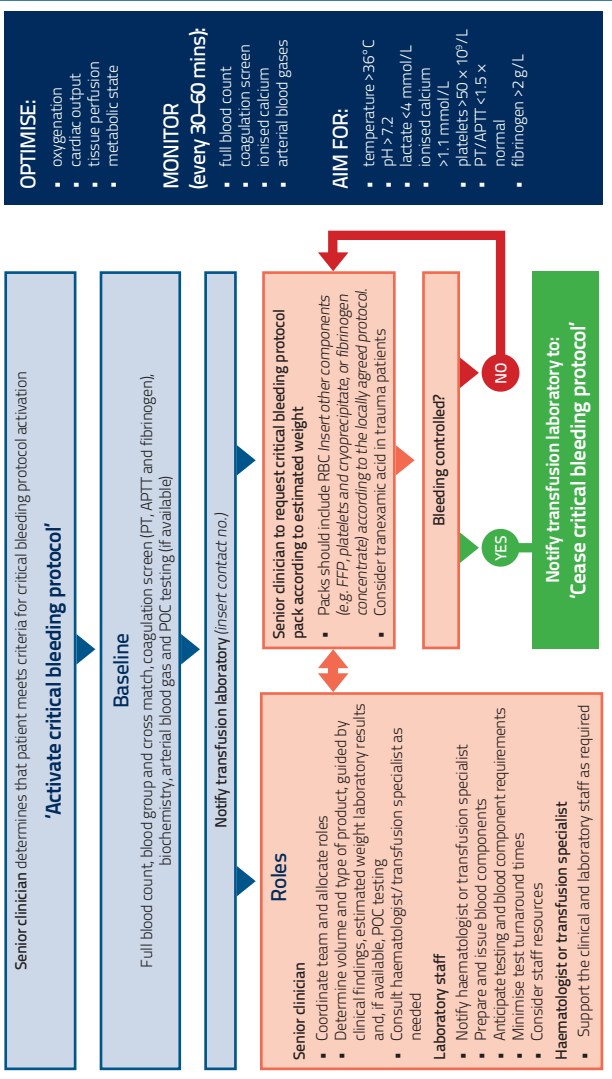 Senior clinician determines that patient meets criteria for critical bleeding protocol activation
'Activate critical bleeding protocol'
Baseline
Full blood count, blood group and cross match, coagulation screen (PT, APTT and fibrinogen),
biochemistry, arterial blood gas and POC testing (if available)
Notify transfusion laboratory (insert contact no.)
Roles
Senior clinician
▪ Coordinate team and allocate roles
▪ Determine volume and type of product, guided by
clinical findings, estimated weight laboratory results
and, if available, POC testing
▪ Consult haematologist/transfusion specialist as
needed
Laboratory staff
▪ Notify haematologist or transfusion specialist
▪ Prepare and issue blood components
▪ Anticipate testing and blood component requirements
▪ Minimise test turnaround times
▪ Consider staff resources
Haematologist or transfusion specialist
▪ Support the clinical and laboratory staff as required
Senior clinician to request critical bleeding protocol
pack according to estimated weight
▪ Packs should include RBC Insert other components
(e.g. FFP, platelets and cryoprecipitate, or fibrinogen
concentrate) according to the locally agreed protocol.
▪ Consider tranexamic acid in trauma patients
Bleeding controlled?
YES
NO
Notify transfusion laboratory to:
'Cease critical bleeding protocol'
OPTIMISE:
▪ oxygenation
▪ cardiac output
▪ tissue perfusion
▪ metabolic state
MONITOR
(every 30–60 mins):
▪ full blood count
▪ coagulation screen
▪ ionised calcium
▪ arterial blood gases
AIM FOR:
▪ temperature >36°C
▪ pH >7.2
▪ lactate <4 mmol/L
▪ ionised calcium
>1.1 mmol/L
▪ platelets >50 × 10⁹/L
▪ PT/APTT <1.5 ×
normal
▪ fibrinogen >2 g/L